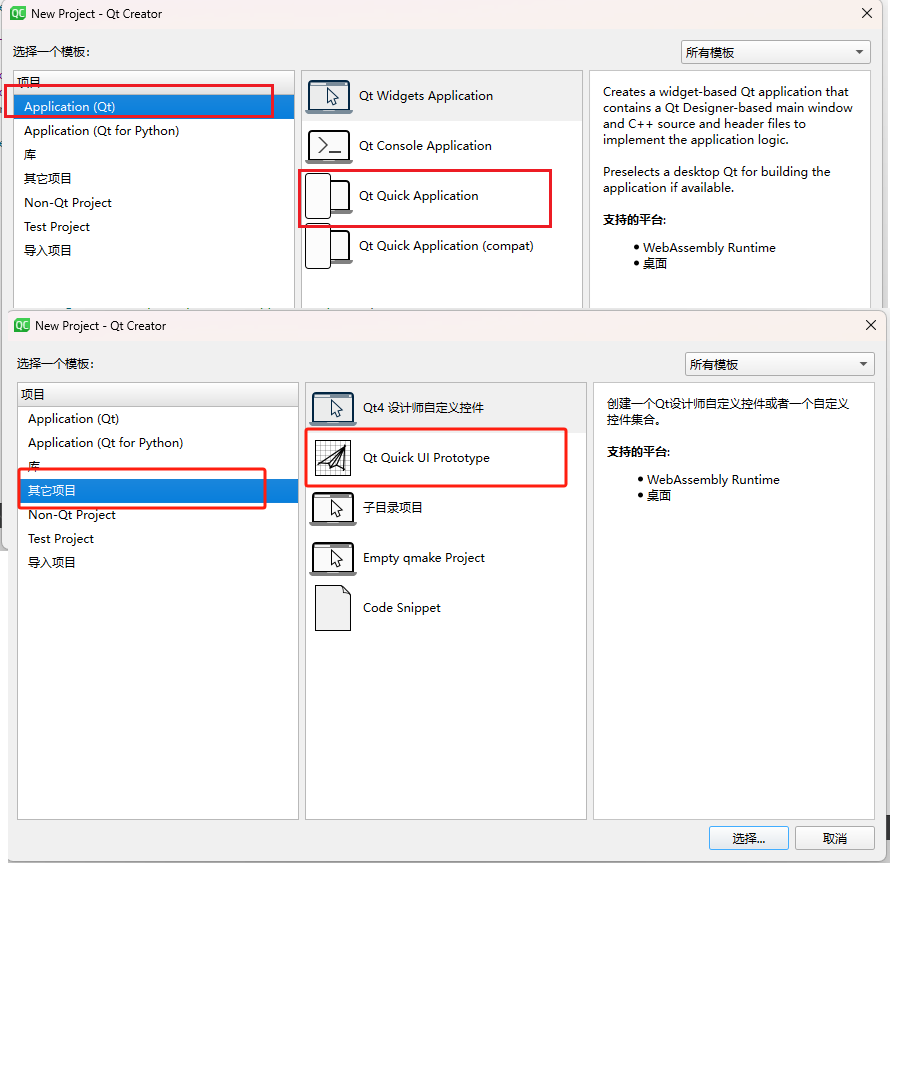 New Project - Qt Creator
选择一个模板:
所有模板
项目
Application (Qt)
Application (Qt for Python)
库
其它项目
Non-Qt Project
Test Project
导入项目
Qt Widgets Application
Qt Console Application
Qt Quick Application
Qt Quick Application (compat)
Creates a widget-based Qt application that
contains a Qt Designer-based main window
and C++ source and header files to
implement the application logic.
Preselects a desktop Qt for building the
application if available.
支持的平台:
• WebAssembly Runtime
• 桌面
New Project - Qt Creator
选择一个模板:
所有模板
项目
Application (Qt)
Application (Qt for Python)
库
其它项目
Non-Qt Project
Test Project
导入项目
Qt4 设计师自定义控件
Qt Quick UI Prototype
子目录项目
Empty qmake Project
Code Snippet
创建一个Qt设计师自定义控件或者一个自定义
控件集合。
支持的平台:
• WebAssembly Runtime
• 桌面
选择...
取消